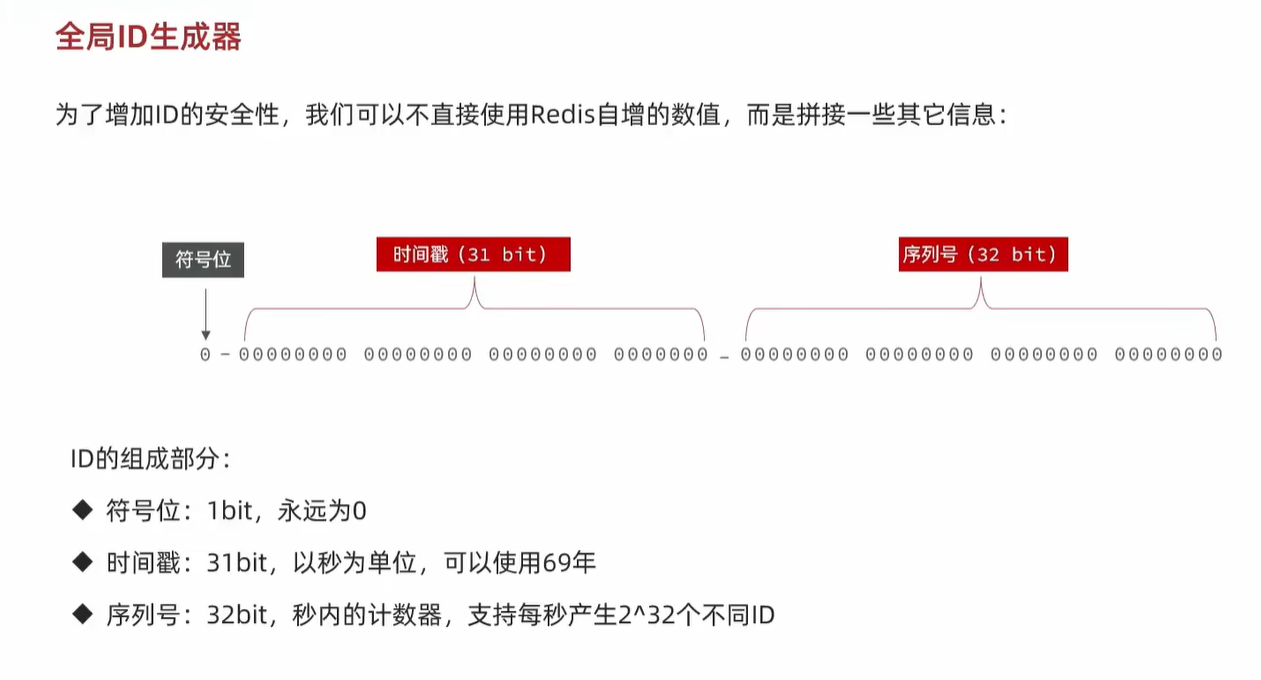 全局ID生成器
为了增加ID的安全性，我们可以不直接使用Redis自增的数值，而是拼接一些其它信息：
符号位 时间戳（31 bit） 序列号（32 bit）
0 – 00000000 00000000 00000000 0000000 – 00000000 00000000 00000000 00000000
ID的组成部分：
◆ 符号位：1bit，永远为0
◆ 时间戳：31bit，以秒为单位，可以使用69年
◆ 序列号：32bit，秒内的计数器，支持每秒产生2^32个不同ID